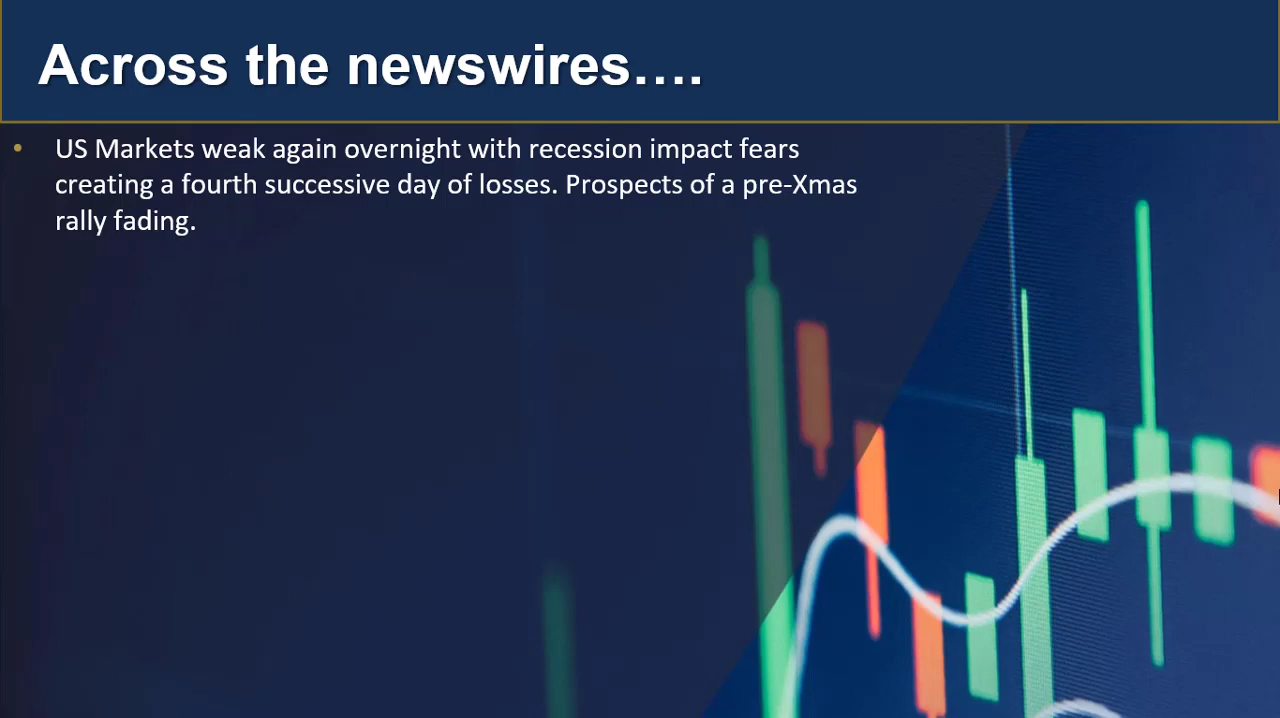 Across the newswires….
• US Markets weak again overnight with recession impact fears
creating a fourth successive day of losses. Prospects of a pre-Xmas
rally fading.